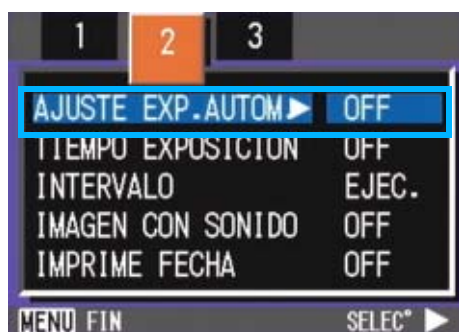 1 2 3
AJUSTE EXP.AUTOM▶ OFF
TIEMPO EXPOSICION OFF
INTERVALO EJEC.
IMAGEN CON SONIDO OFF
IMPRIME FECHA OFF
MENU FIN SELEC° ▶